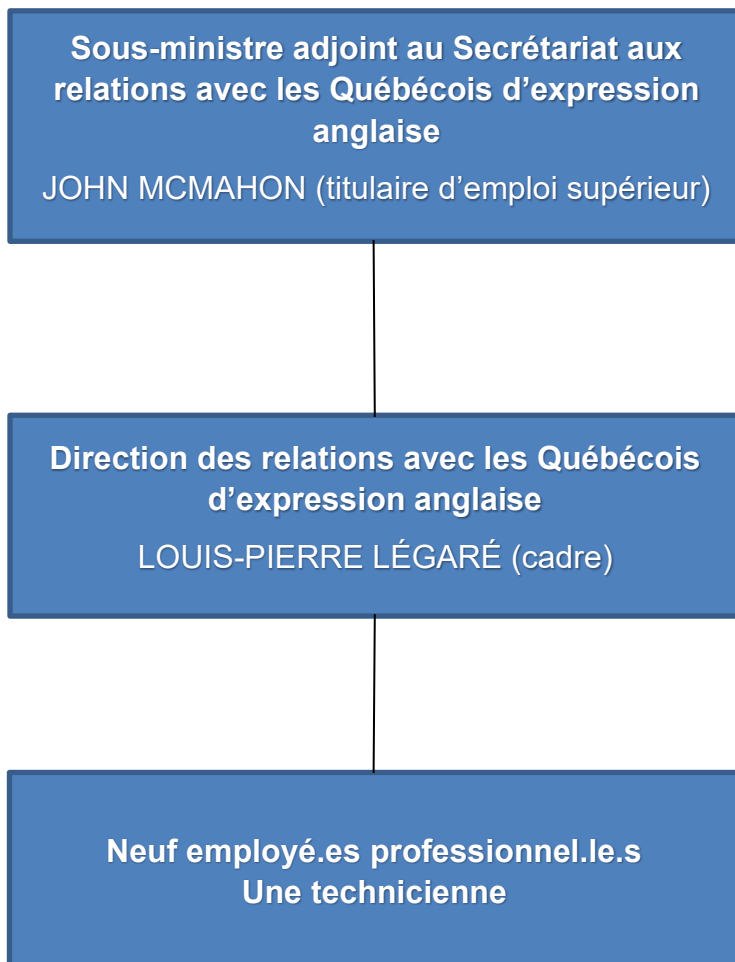 Sous-ministre adjoint au Secrétariat aux
relations avec les Québécois d'expression
anglaise
JOHN MCMAHON (titulaire d'emploi supérieur)
Direction des relations avec les Québécois
d'expression anglaise
LOUIS-PIERRE LÉGARÉ (cadre)
Neuf employé.es professionnel.le.s
Une technicienne